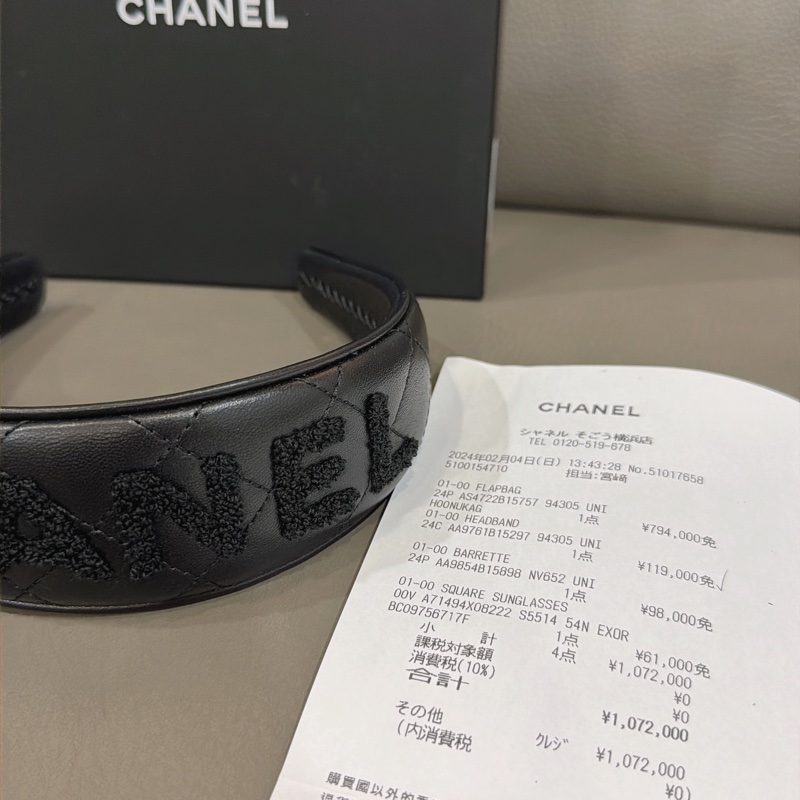 CHANEL
ANEL
CHANEL
シャネル そごう横浜店
TEL 0120-519-678
2024年02月04日(日) 13:43:28 No.51017658
5100154710 担当:宮崎
01-00 FLAPBAG
24P AS4722B15757 94305 UNI
HOONUKAG 1点 ¥794,000免
01-00 HEADBAND
24C AA9761B15297 94305 UNI
1点 ¥119,000免
01-00 BARRETTE
24P AA9854B15898 NV652 UNI
1点 ¥98,000免
01-00 SQUARE SUNGLASSES
00V A71494X08222 S5514 54N EXOR
BC09756717F 1点 ¥61,000免
小 計 4点 ¥1,072,000
課税対象額 ¥0
消費税(10%) ¥0
合計 ¥1,072,000
その他 クレジ ¥1,072,000
(内消費税 ¥0)
購買國以外的